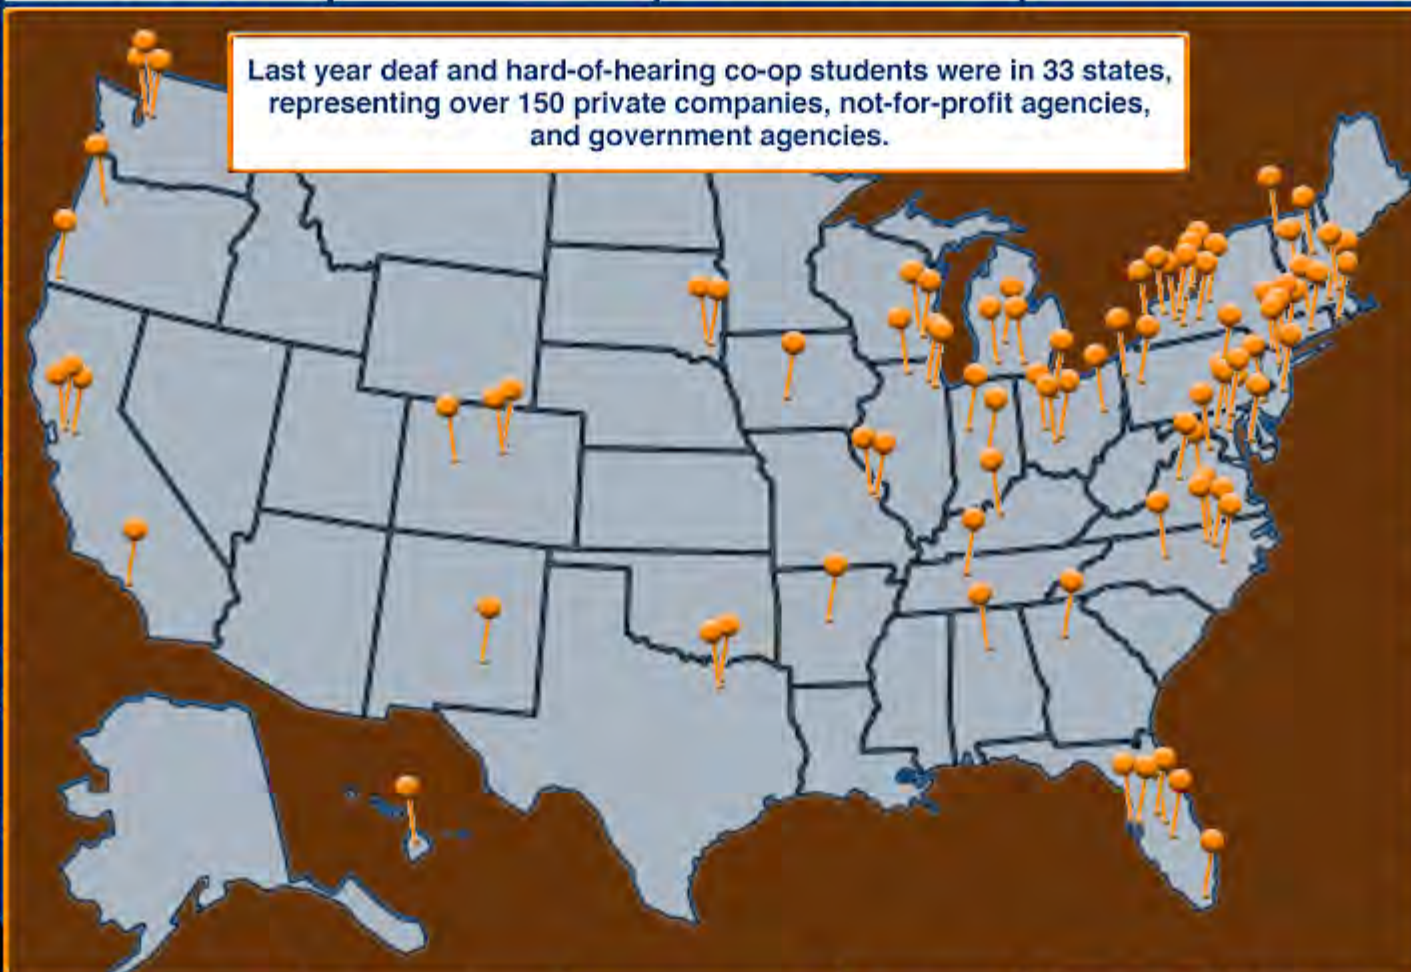 Last year deaf and hard-of-hearing co-op students were in 33 states,
representing over 150 private companies, not-for-profit agencies,
and government agencies.